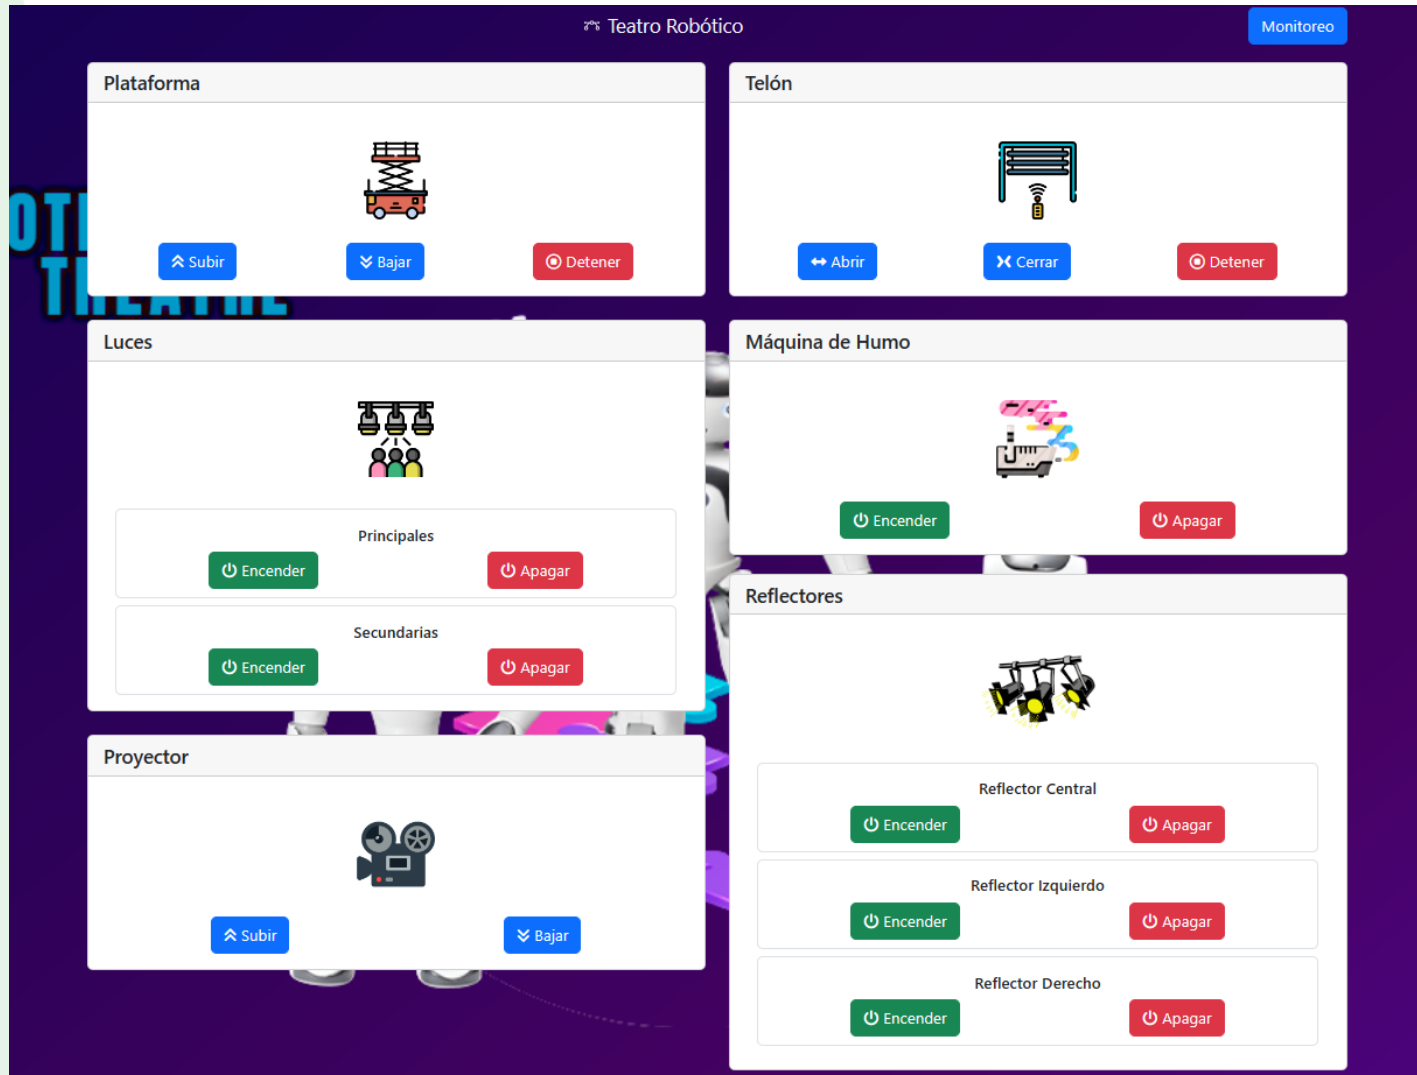 Teatro Robótico
Monitoreo
Plataforma
Subir
Bajar
Detener
Telón
Abrir
Cerrar
Detener
Luces
Principales
Encender
Apagar
Secundarias
Encender
Apagar
Máquina de Humo
Encender
Apagar
Reflectores
Reflector Central
Encender
Apagar
Reflector Izquierdo
Encender
Apagar
Reflector Derecho
Encender
Apagar
Proyector
Subir
Bajar